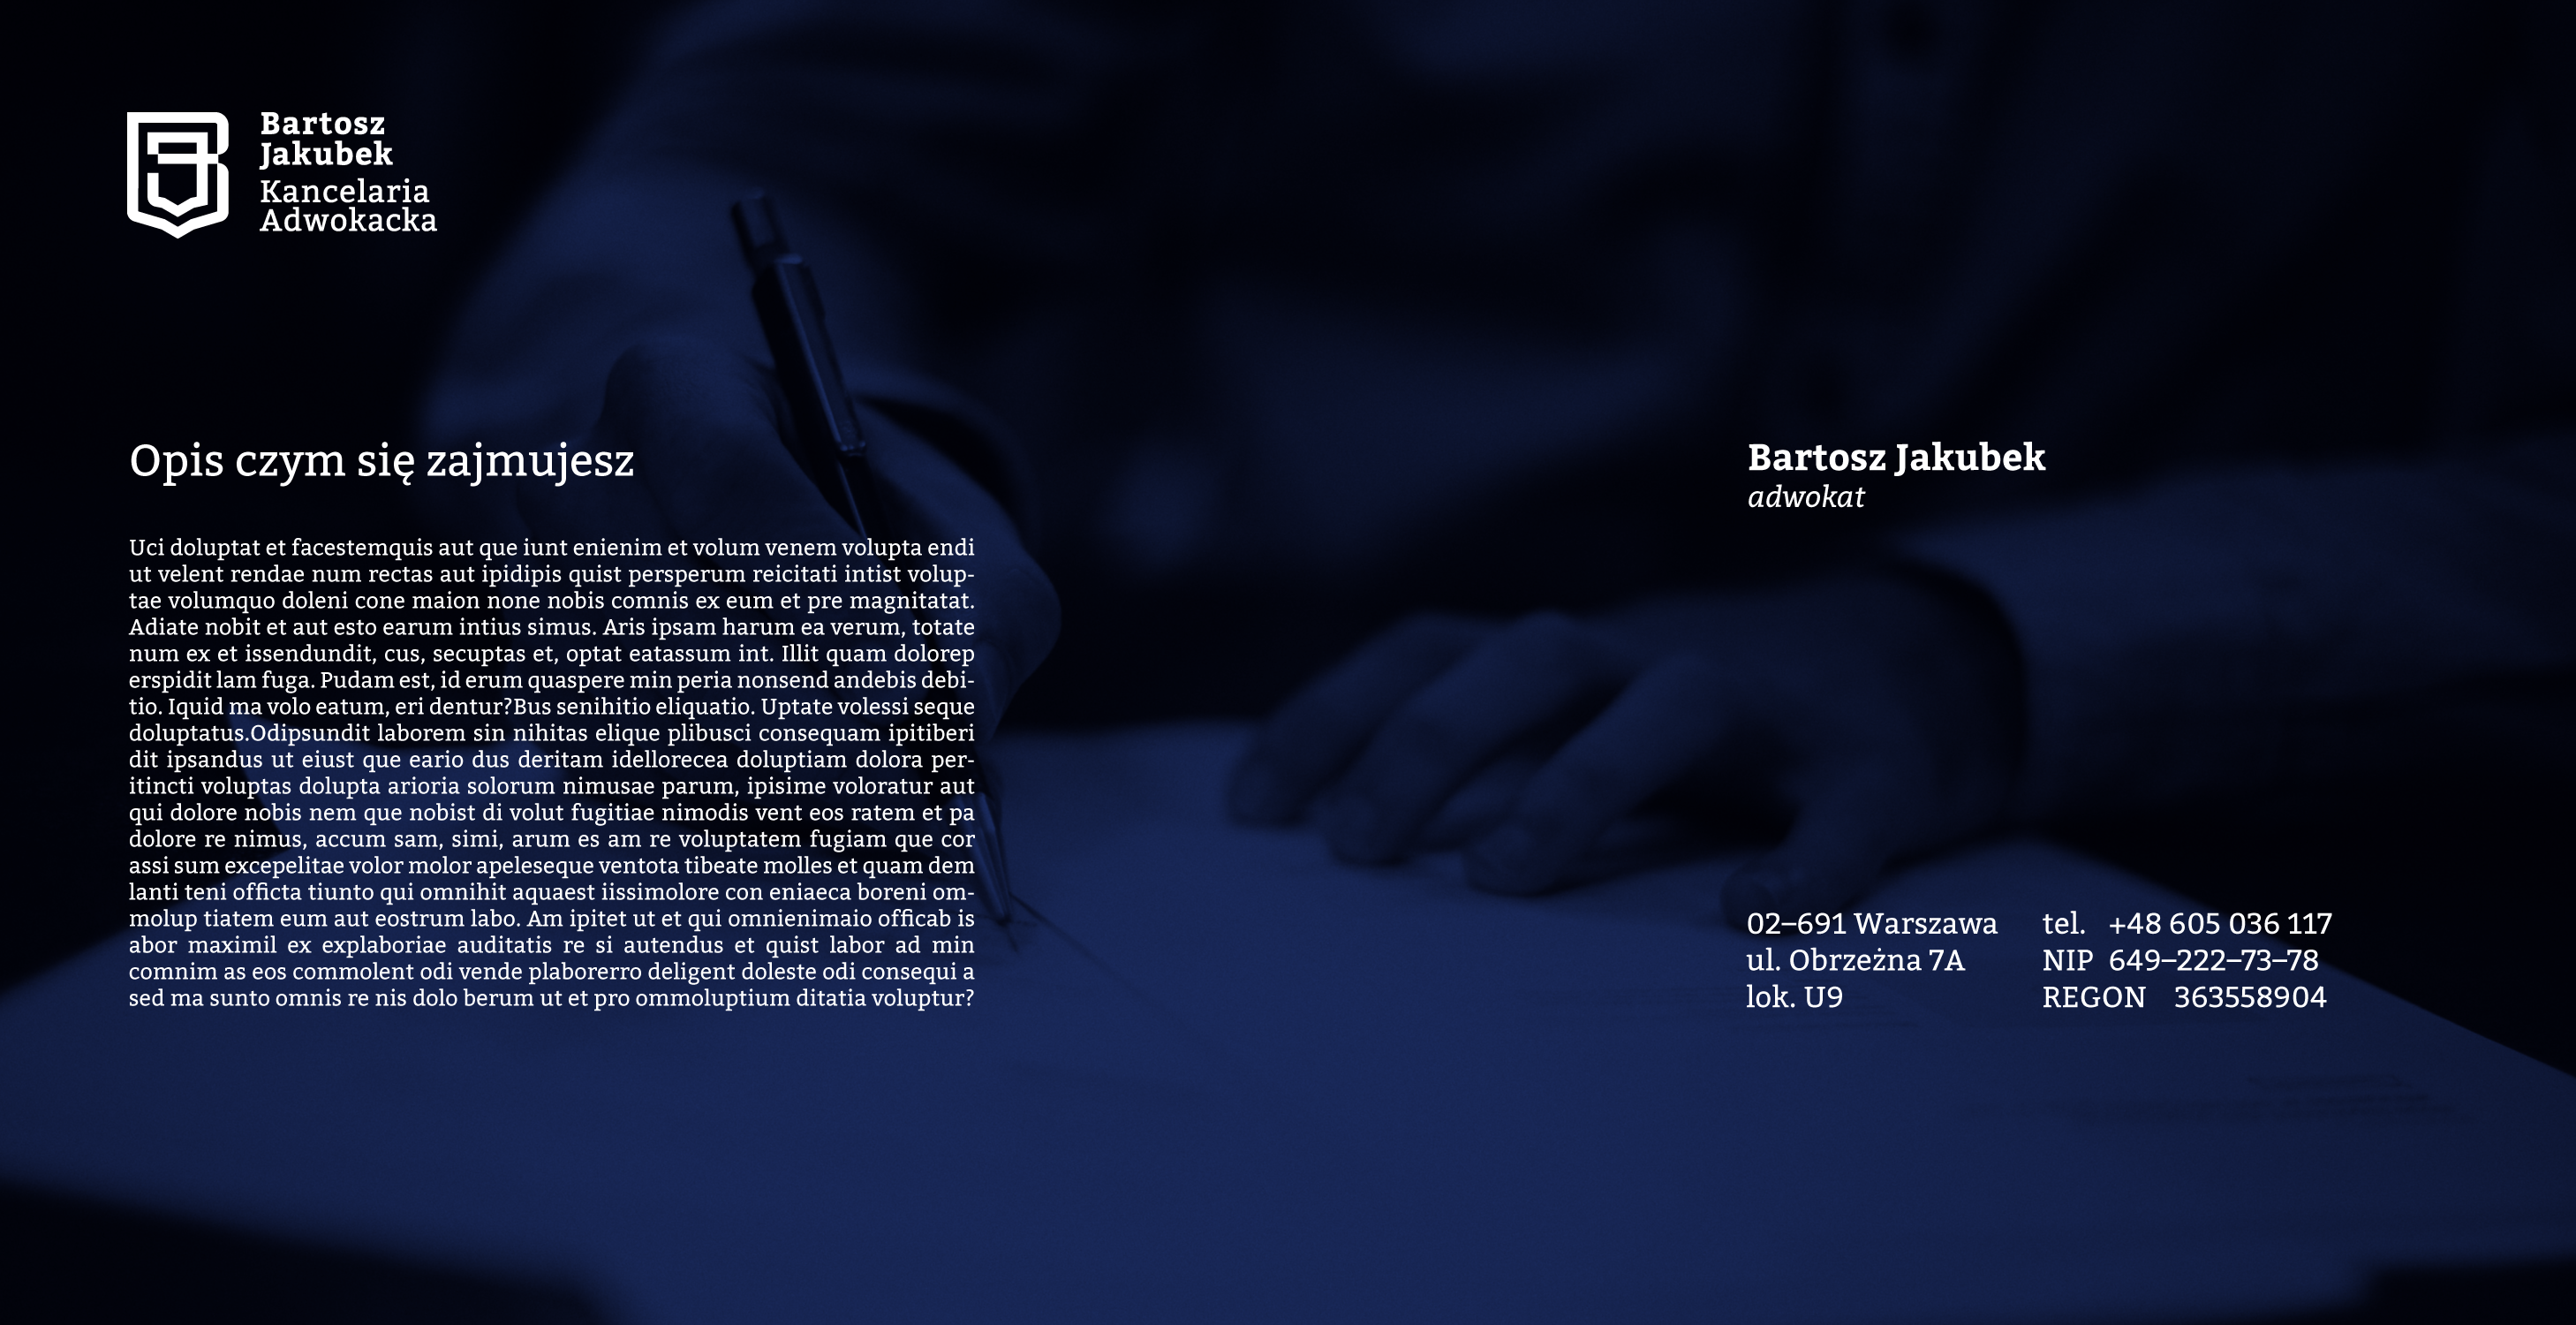 Bartosz
Jakubek
Kancelaria
Adwokacka
Opis czym się zajmujesz
Uci doluptat et facestemquis aut que iunt enienim et volum venem volupta endi
ut velent rendae num rectas aut ipidipis quist persperum reicitati intist volup-
tae volumquo doleni cone maion none nobis comnis ex eum et pre magnitatat.
Adiate nobit et aut esto earum intius simus. Aris ipsam harum ea verum, totate
num ex et issendundit, cus, secuptas et, optat eatassum int. Illit quam dolorep
erspidit lam fuga. Pudam est, id erum quaspere min peria nonsend andebis debi-
tio. Iquid ma volo eatum, eri dentur?Bus senihitio eliquatio. Uptate volessi seque
doluptatus.Odipsundit laborem sin nihitas elique plibusci consequam ipitiberi
dit ipsandus ut eiust que eario dus deritam idellorecea doluptiam dolora per-
itincti voluptas dolupta arioria solorum nimusae parum, ipisime voloratur aut
qui dolore nobis nem que nobist di volut fugitiae nimodis vent eos ratem et pa
dolore re nimus, accum sam, simi, arum es am re voluptatem fugiam que cor
assi sum excepelitae volor molor apeleseque ventota tibeate molles et quam dem
lanti teni officta tiunto qui omnihit aquaest iissimolore con eniaeca boreni om-
molup tiatem eum aut eostrum labo. Am ipitet ut et qui omnienimaio officab is
abor maximil ex explaboriae auditatis re si autendus et quist labor ad min
comnim as eos commolent odi vende plaborerro deligent doleste odi consequi a
sed ma sunto omnis re nis dolo berum ut et pro ommoluptium ditatia voluptur?
Bartosz Jakubek
adwokat
02–691 Warszawa
ul. Obrzeżna 7A
lok. U9
tel. +48 605 036 117
NIP 649–222–73–78
REGON 363558904